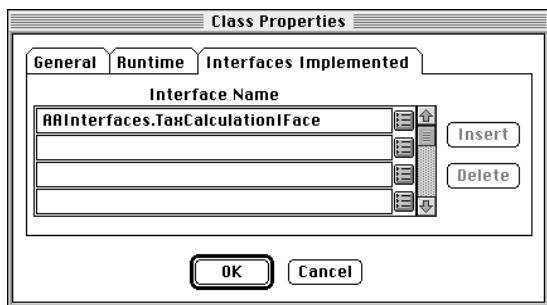 Class Properties
General Runtime Interfaces Implemented
Interface Name
AAInterfaces.TaxCalculationIFace
Insert
Delete
OK Cancel